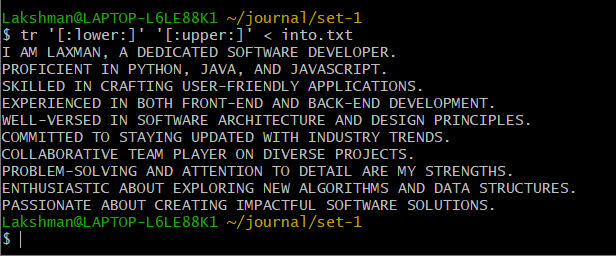 Lakshman@LAPTOP-L6LE88K1 ~/journal/set-1
$ tr '[:lower:]' '[:upper:]' < into.txt
I AM LAXMAN, A DEDICATED SOFTWARE DEVELOPER.
PROFICIENT IN PYTHON, JAVA, AND JAVASCRIPT.
SKILLED IN CRAFTING USER-FRIENDLY APPLICATIONS.
EXPERIENCED IN BOTH FRONT-END AND BACK-END DEVELOPMENT.
WELL-VERSED IN SOFTWARE ARCHITECTURE AND DESIGN PRINCIPLES.
COMMITTED TO STAYING UPDATED WITH INDUSTRY TRENDS.
COLLABORATIVE TEAM PLAYER ON DIVERSE PROJECTS.
PROBLEM-SOLVING AND ATTENTION TO DETAIL ARE MY STRENGTHS.
ENTHUSIASTIC ABOUT EXPLORING NEW ALGORITHMS AND DATA STRUCTURES.
PASSIONATE ABOUT CREATING IMPACTFUL SOFTWARE SOLUTIONS.
Lakshman@LAPTOP-L6LE88K1 ~/journal/set-1
$